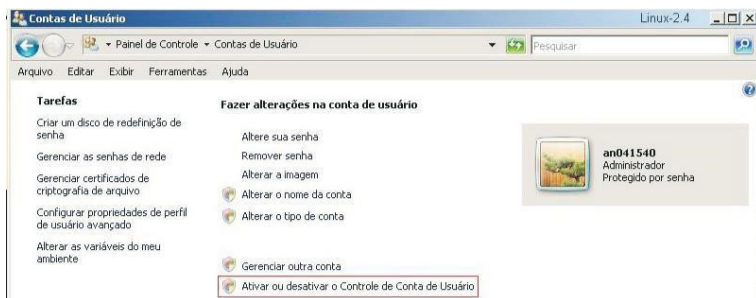 Contas de Usuário
Linux-2.4
Painel de Controle
Contas de Usuário
Pesquisar
Arquivo Editar Exibir Ferramentas Ajuda
Tarefas
Criar um disco de redefinição de
senha
Gerenciar as senhas de rede
Gerenciar certificados de
criptografia de arquivo
Configurar propriedades de perfil
de usuário avançado
Alterar as variáveis do meu
ambiente
Fazer alterações na conta de usuário
Altere sua senha
Remover senha
Alterar a imagem
Alterar o nome da conta
Alterar o tipo de conta
Gerenciar outra conta
Ativar ou desativar o Controle de Conta de Usuário
an041540
Administrador
Protegido por senha